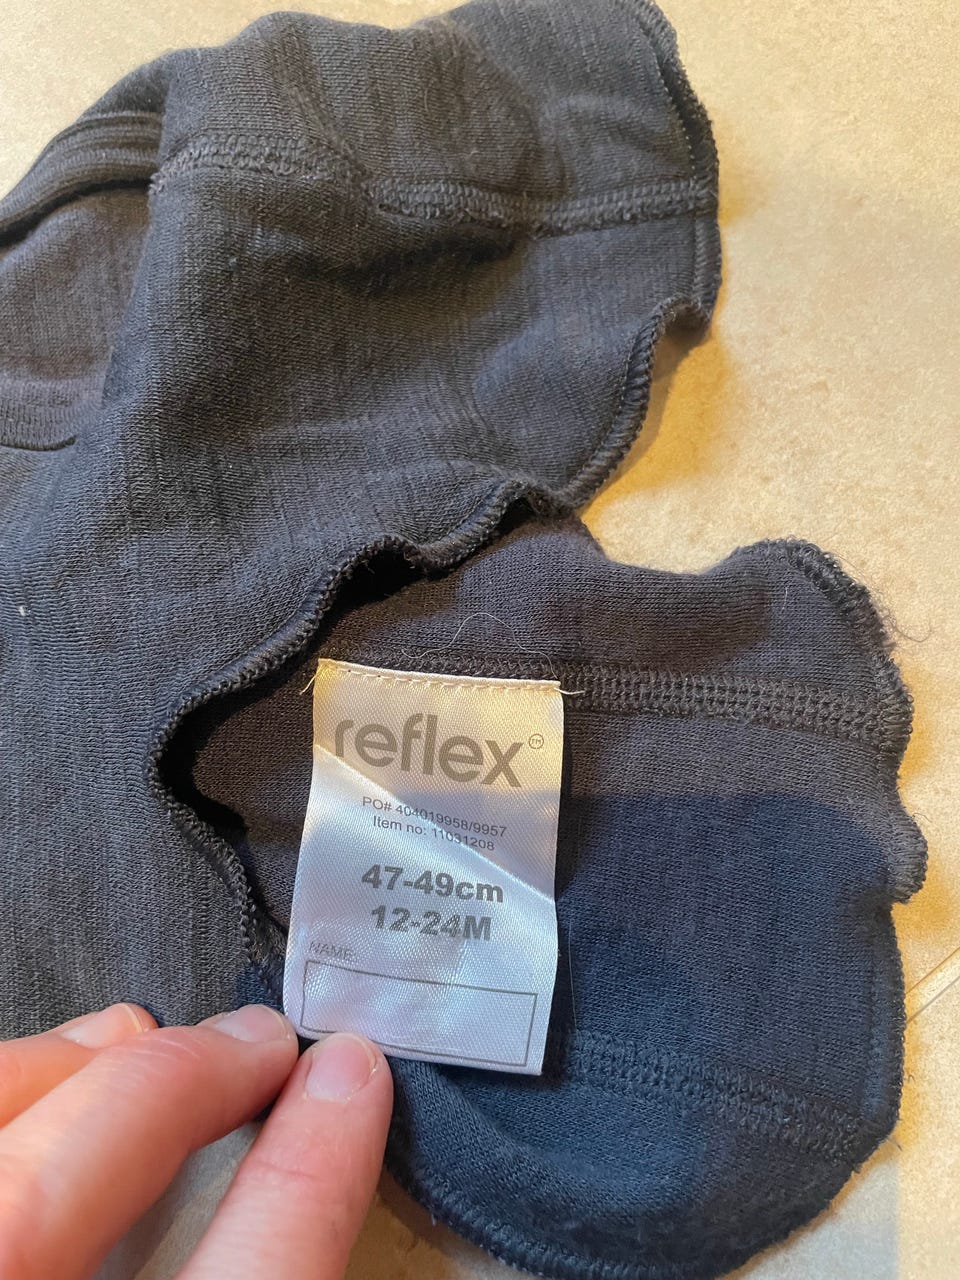 reflex™
PO# 404019958/9957
Item no: 11031208
47-49cm
12-24M
NAME: